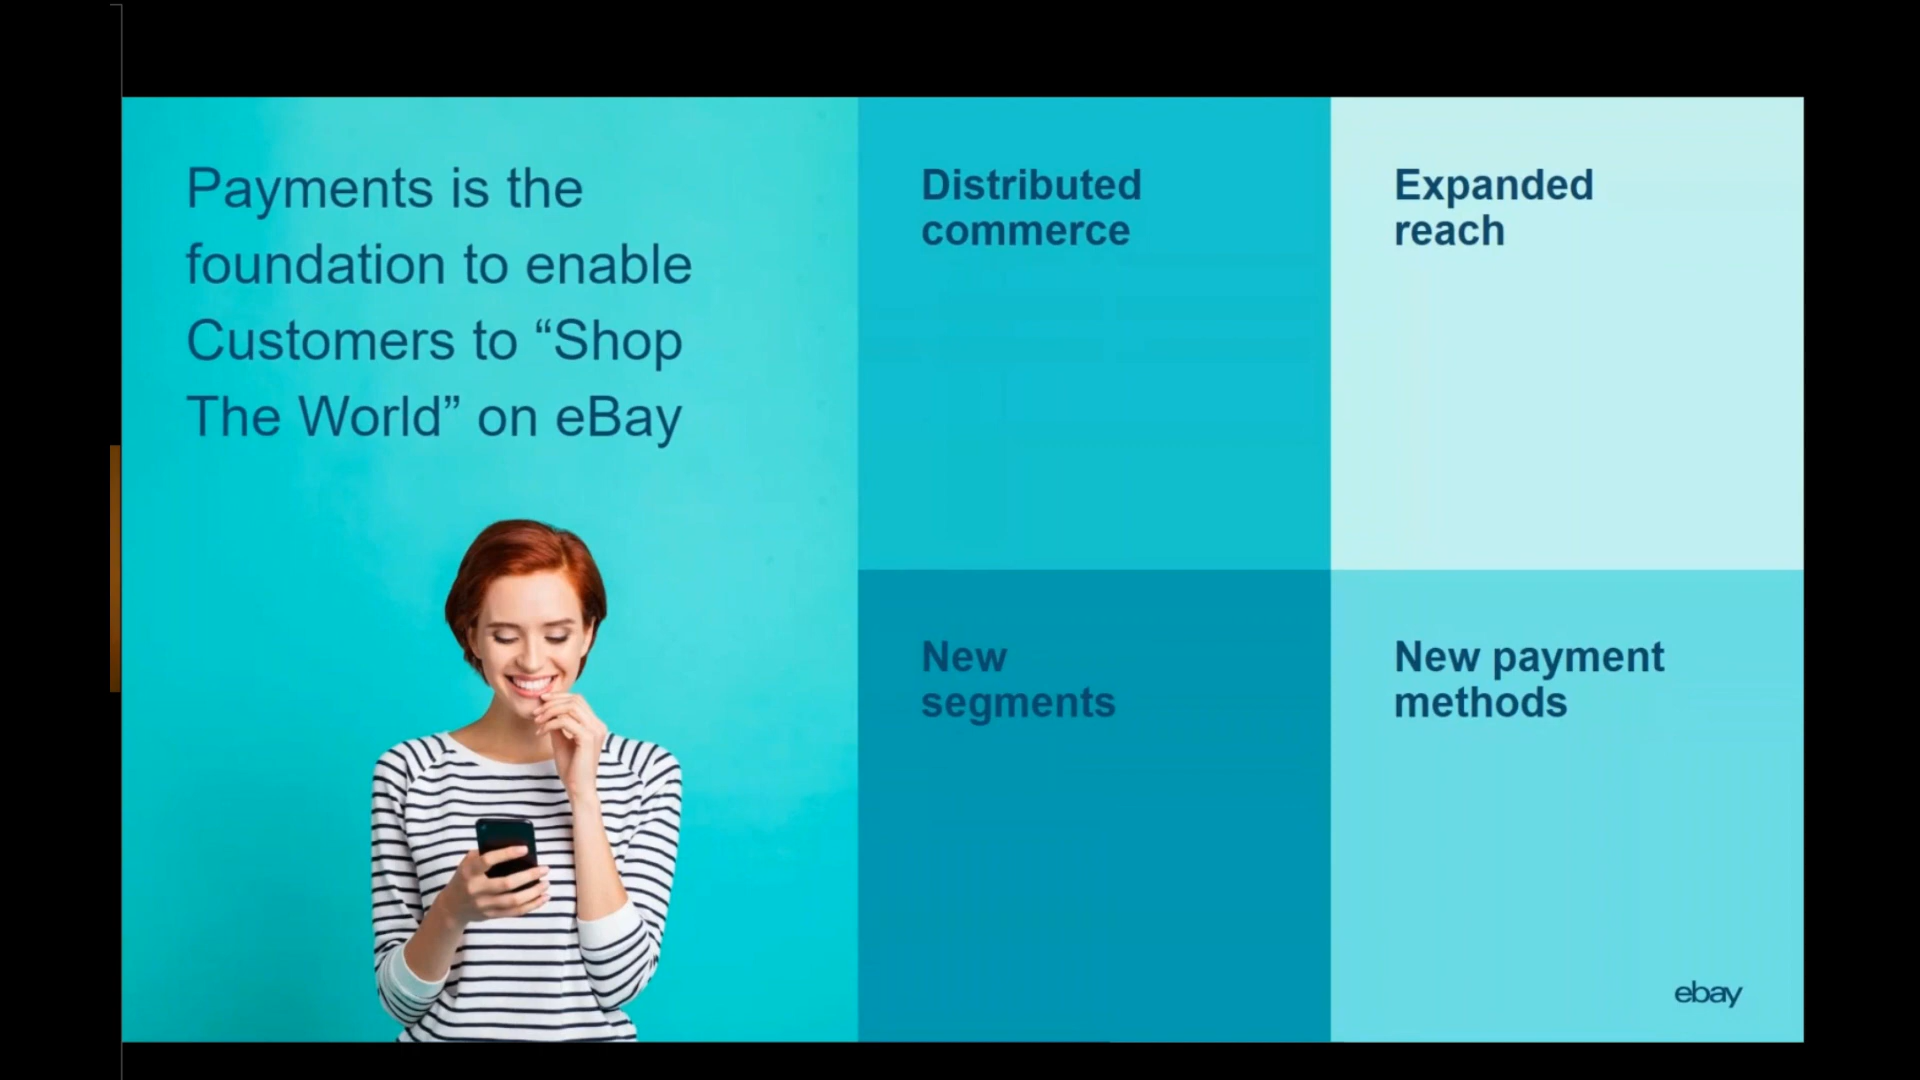 Payments is the
foundation to enable
Customers to “Shop
The World” on eBay
Distributed
commerce
Expanded
reach
New
segments
New payment
methods
ebay